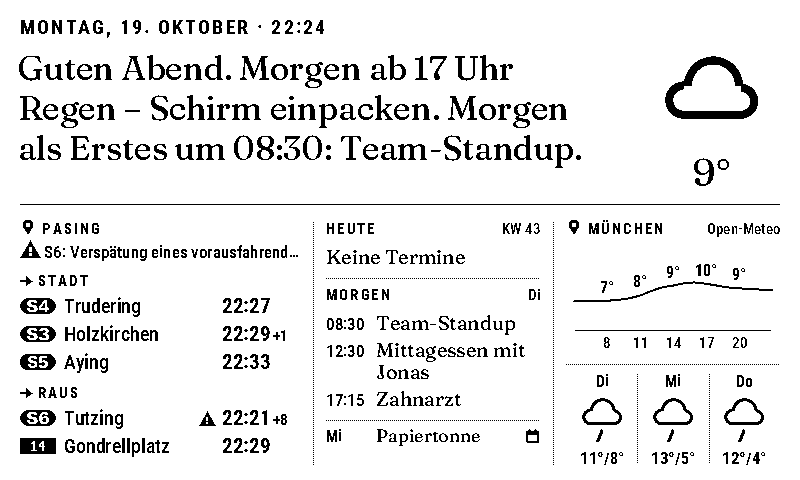 MONTAG, 19. OKTOBER · 22:24
Guten Abend. Morgen ab 17 Uhr
Regen – Schirm einpacken. Morgen
als Erstes um 08:30: Team-Standup.
9°
PASING
S6: Verspätung eines vorausfahrend...
STADT
S4 Trudering 22:27
S3 Holzkirchen 22:29 +1
S5 Aying 22:33
RAUS
S6 Tutzing 22:21 +8
14 Gondrellplatz 22:29
HEUTE KW 43
Keine Termine
MORGEN Di
08:30 Team-Standup
12:30 Mittagessen mit
Jonas
17:15 Zahnarzt
Mi Papiertonne
MÜNCHEN Open-Meteo
7° 8° 9° 10° 9°
8 11 14 17 20
Di Mi Do
11°/8° 13°/5° 12°/4°